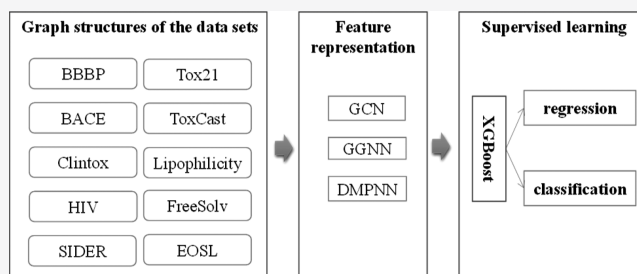 Graph structures of the data sets
BBBP
Tox21
BACE
ToxCast
Clintox
Lipophilicity
HIV
FreeSolv
SIDER
EOSL
Feature
representation
GCN
GGNN
DMPNN
Supervised learning
XGBoost
regression
classification